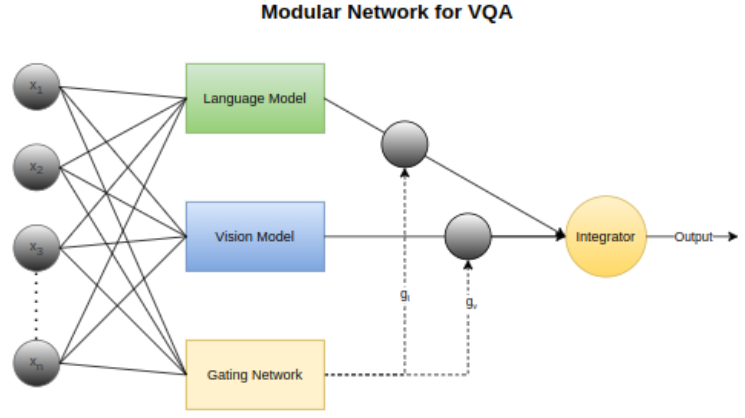 Modular Network for VQA
x₁
Language Model
x₂
Vision Model
x₃
Integrator
Output
gₗ
gᵥ
xₙ
Gating Network